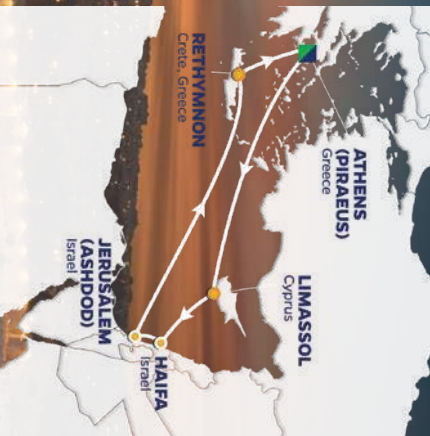 ATHENS
(PIRAEUS)
Greece
RETHYMNON
Crete, Greece
LIMASSOL
Cyprus
HAIFA
Israel
JERUSALEM
(ASHDOD)
Israel